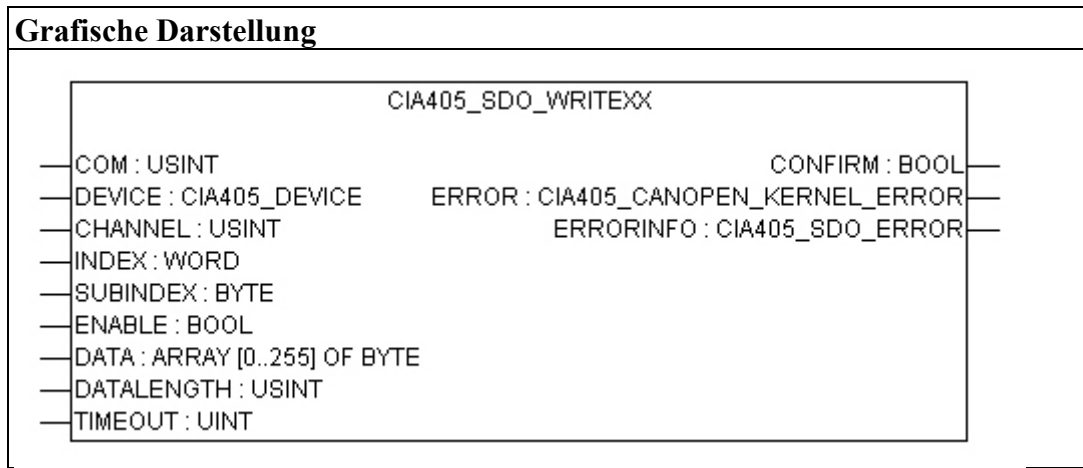 Grafische Darstellung
CIA405_SDO_WRITEXX
COM : USINT CONFIRM : BOOL
DEVICE : CIA405_DEVICE ERROR : CIA405_CANOPEN_KERNEL_ERROR
CHANNEL : USINT ERRORINFO : CIA405_SDO_ERROR
INDEX : WORD
SUBINDEX : BYTE
ENABLE : BOOL
DATA : ARRAY [0..255] OF BYTE
DATALENGTH : USINT
TIMEOUT : UINT